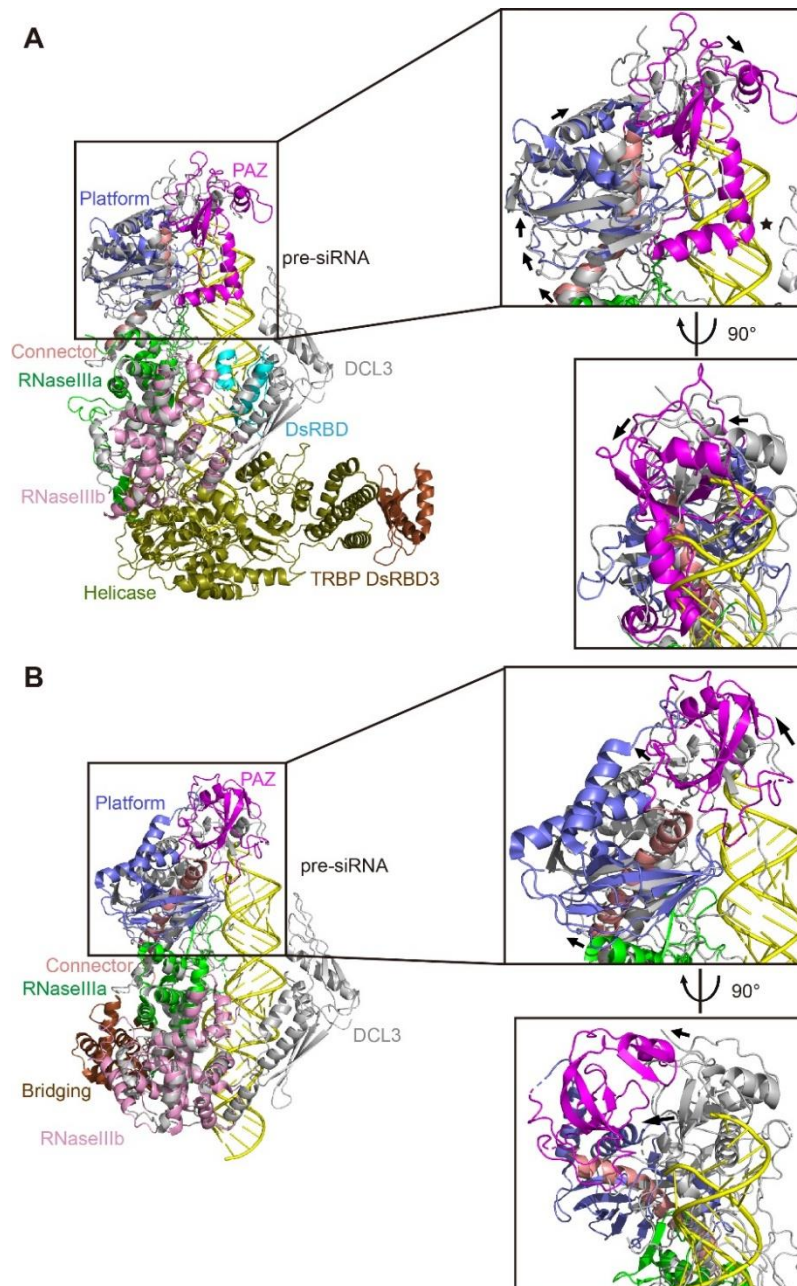 A
PAZ
Platform
pre-siRNA
Connector
DCL3
RNaseIIIa
DsRBD
RNaseIIIb
Helicase
TRBP DsRBD3
90°
B
PAZ
Platform
pre-siRNA
Connector
RNaseIIIa
DCL3
Bridging
RNaseIIIb
90°